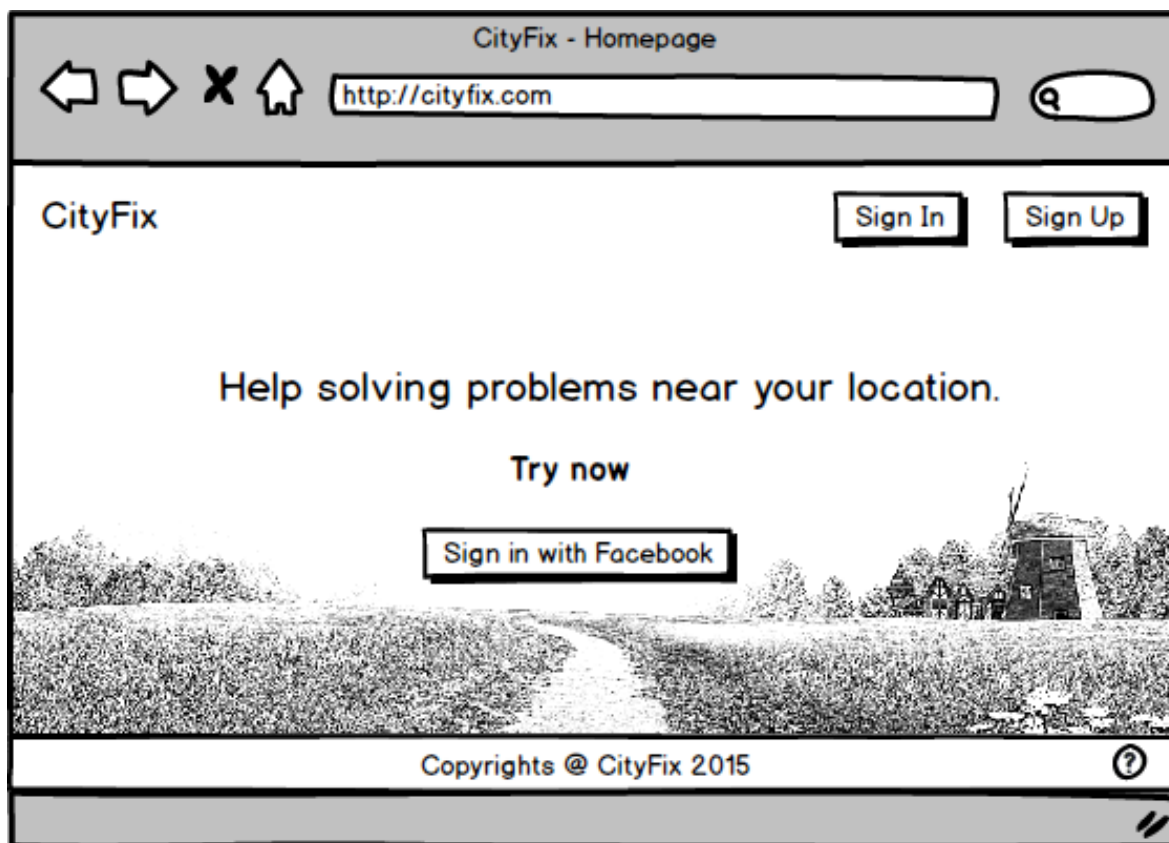 CityFix - Homepage
http://cityfix.com
CityFix
Sign In
Sign Up
Help solving problems near your location.
Try now
Sign in with Facebook
Copyrights @ CityFix 2015
?